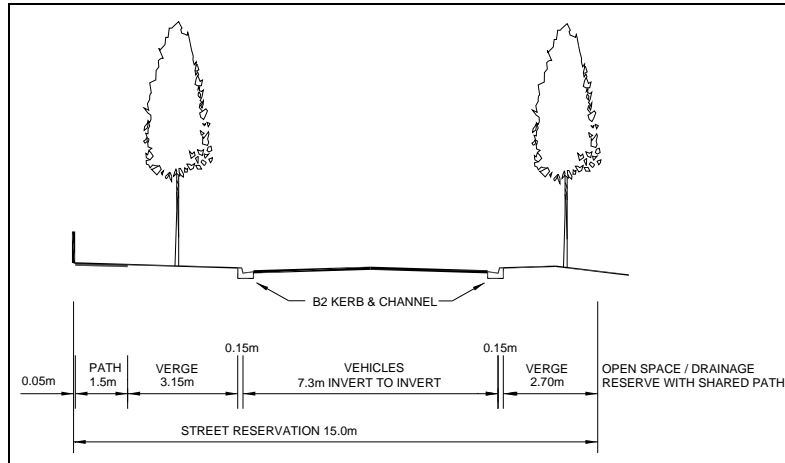 B2 KERB & CHANNEL
0.05m
PATH
1.5m
VERGE
3.15m
0.15m
VEHICLES
7.3m INVERT TO INVERT
0.15m
VERGE
2.70m
OPEN SPACE / DRAINAGE
RESERVE WITH SHARED PATH
STREET RESERVATION 15.0m